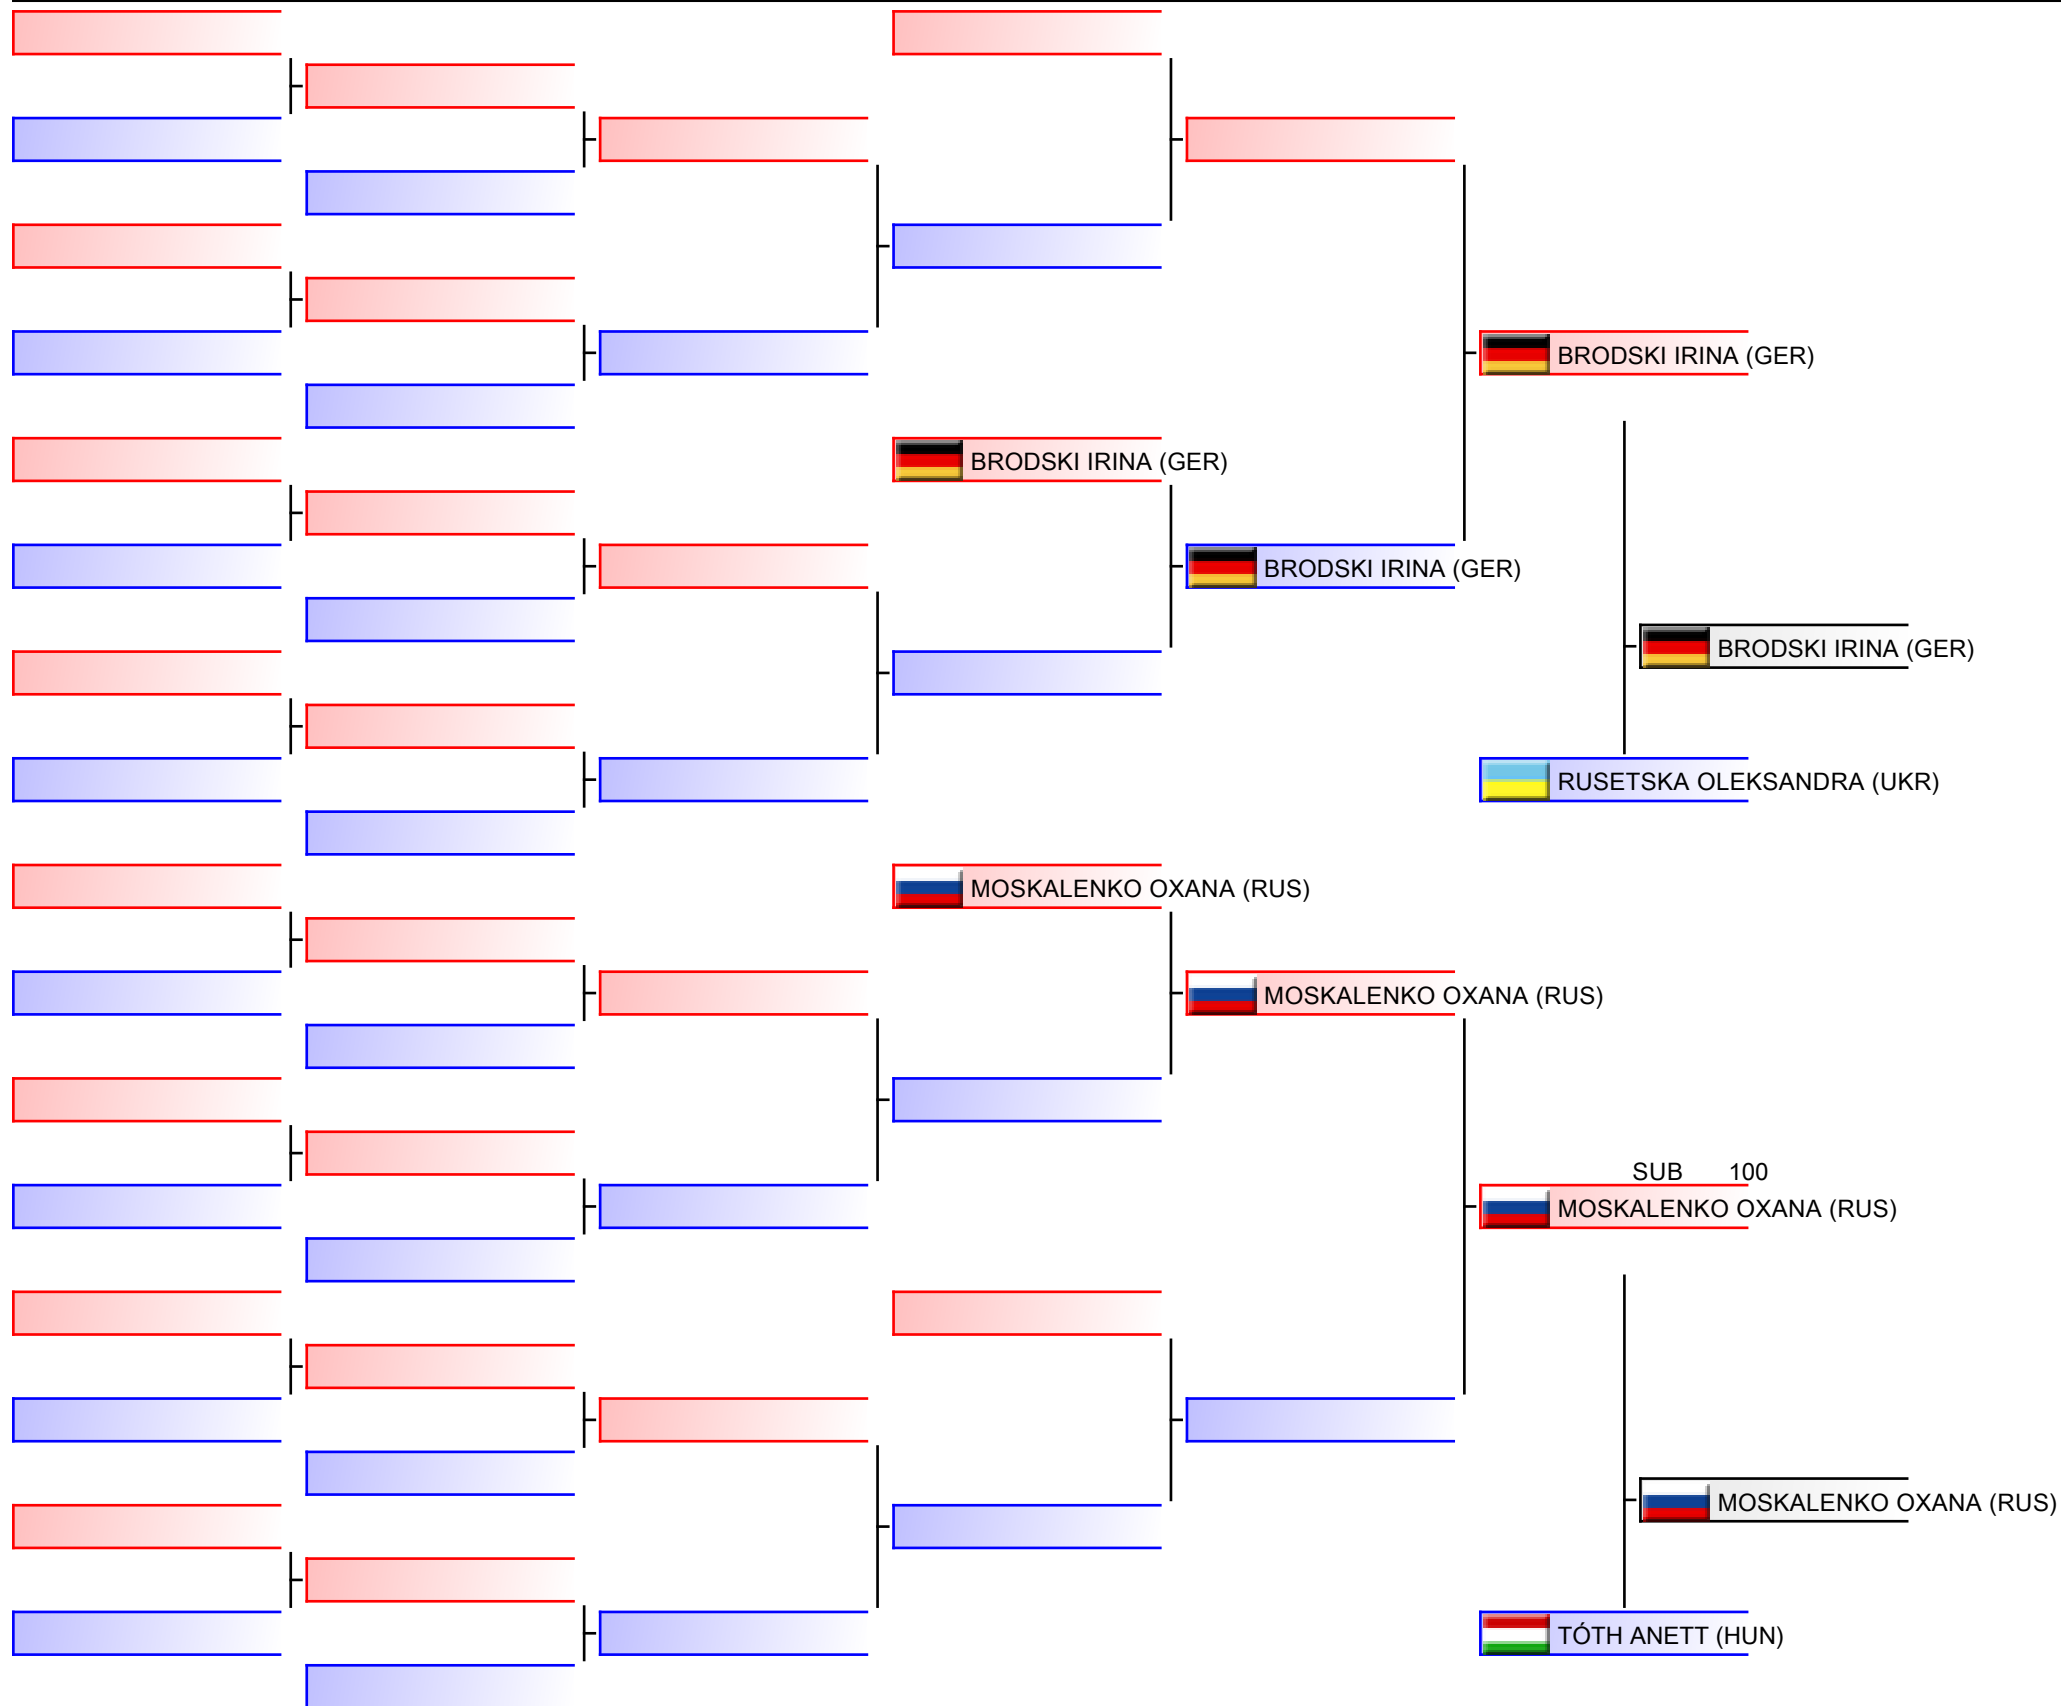 BRODSKI IRINA (GER)
BRODSKI IRINA (GER)
BRODSKI IRINA (GER)
BRODSKI IRINA (GER)
RUSETSKA OLEKSANDRA (UKR)
MOSKALENKO OXANA (RUS)
MOSKALENKO OXANA (RUS)
SUB 100
MOSKALENKO OXANA (RUS)
MOSKALENKO OXANA (RUS)
TÓTH ANETT (HUN)